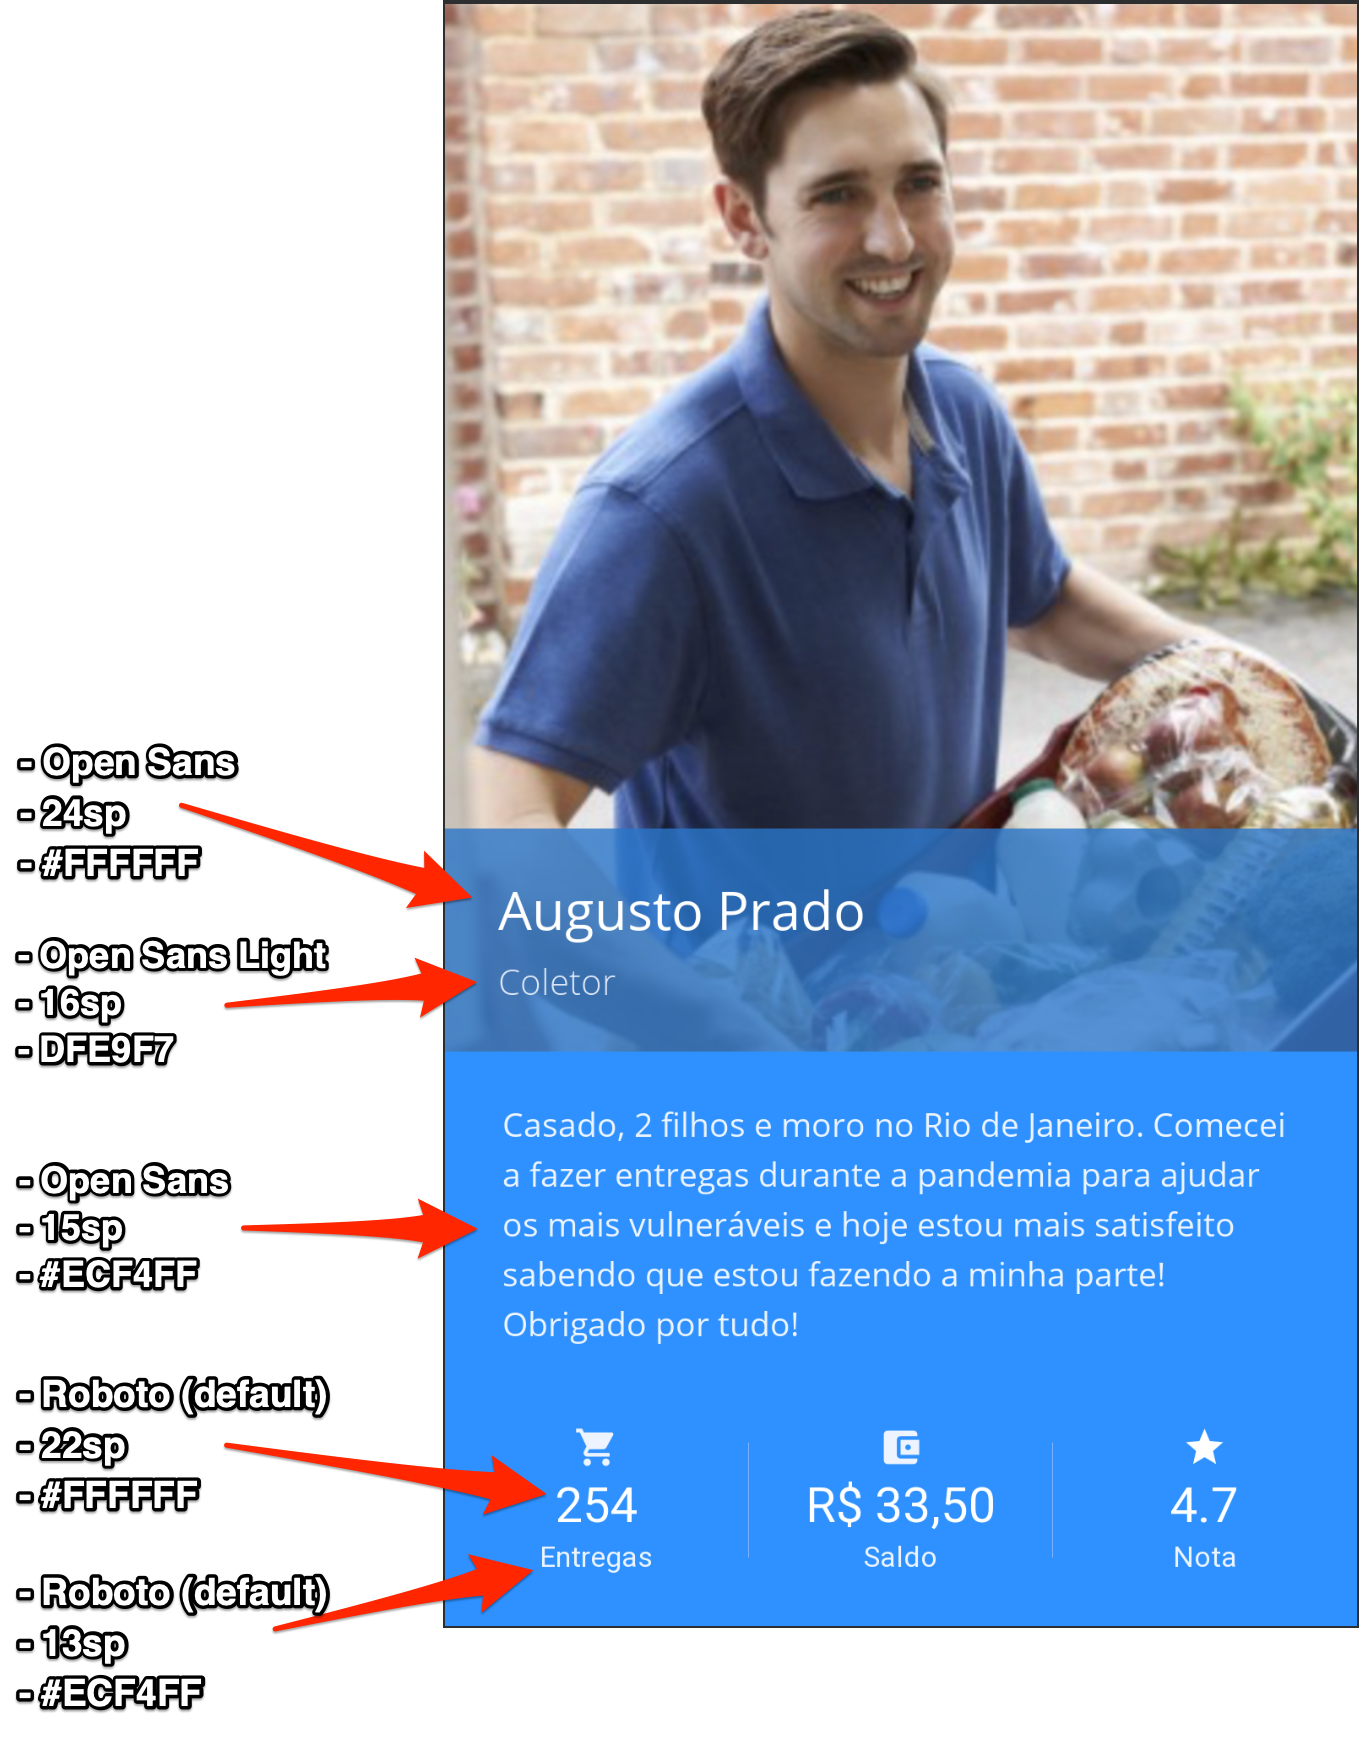 - Open Sans
- 24sp
- #FFFFFF
Augusto Prado
- Open Sans Light
- 16sp
- DFE9F7
Coletor
- Open Sans
- 15sp
- #ECF4FF
Casado, 2 filhos e moro no Rio de Janeiro. Comecei
a fazer entregas durante a pandemia para ajudar
os mais vulneráveis e hoje estou mais satisfeito
sabendo que estou fazendo a minha parte!
Obrigado por tudo!
- Roboto (default)
- 22sp
- #FFFFFF
254
R$ 33,50
4.7
- Roboto (default)
- 13sp
- #ECF4FF
Entregas
Saldo
Nota